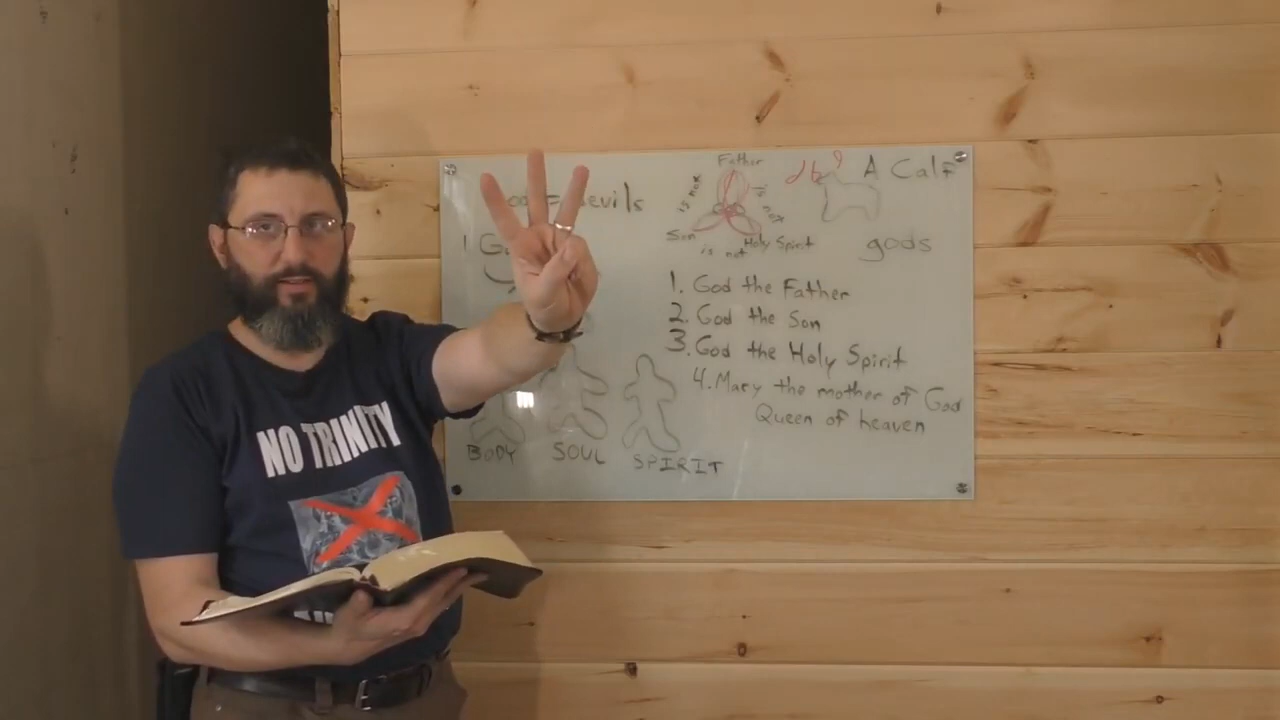 NO TRINITY
= Devils
1 G
BODY
SOUL
SPIRIT
Father
is not
is not
Son
is not
Holy Spirit
A Calf
gods
1. God the Father
2. God the Son
3. God the Holy Spirit
4. Mary the mother of God
Queen of heaven